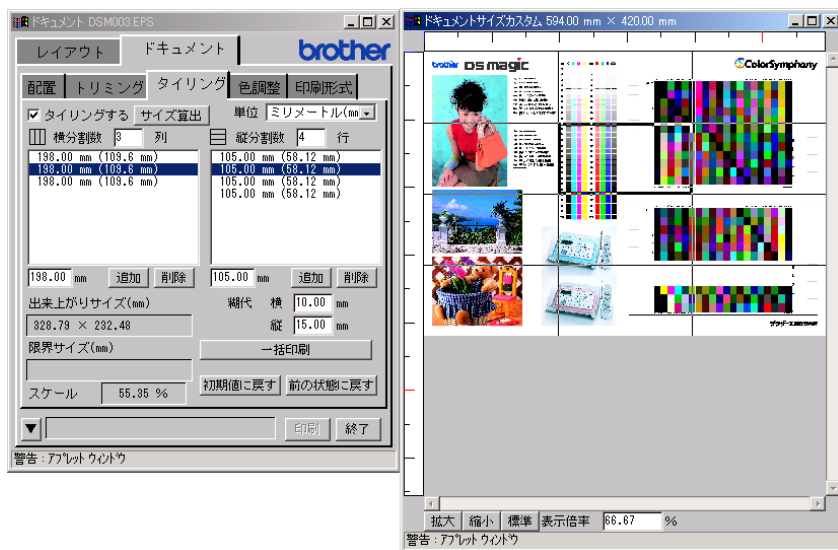 ドキュメント DSM003.EPS
レイアウト ドキュメント brother
配置 トリミング タイリング 色調整 印刷形式
タイリングする サイズ算出 単位 ミリメートル(mm
横分割数 3 列 縦分割数 4 行
198.00 mm (109.6 mm) 105.00 mm (58.12 mm)
198.00 mm (109.6 mm) 105.00 mm (58.12 mm)
198.00 mm (109.6 mm) 105.00 mm (58.12 mm)
105.00 mm (58.12 mm)
198.00 mm 追加 削除 105.00 mm 追加 削除
出来上がりサイズ(mm) 糊代 横 10.00 mm
328.79 × 232.48 縦 15.00 mm
限界サイズ(mm) 一括印刷
スケール 55.35 % 初期値に戻す 前の状態に戻す
印刷 終了
警告 : アプレット ウィンドウ
ドキュメントサイズカスタム 594.00 mm × 420.00 mm
brother DS magic ColorSymphony
拡大 縮小 標準 表示倍率 66.67 %
警告 : アプレット ウィンドウ